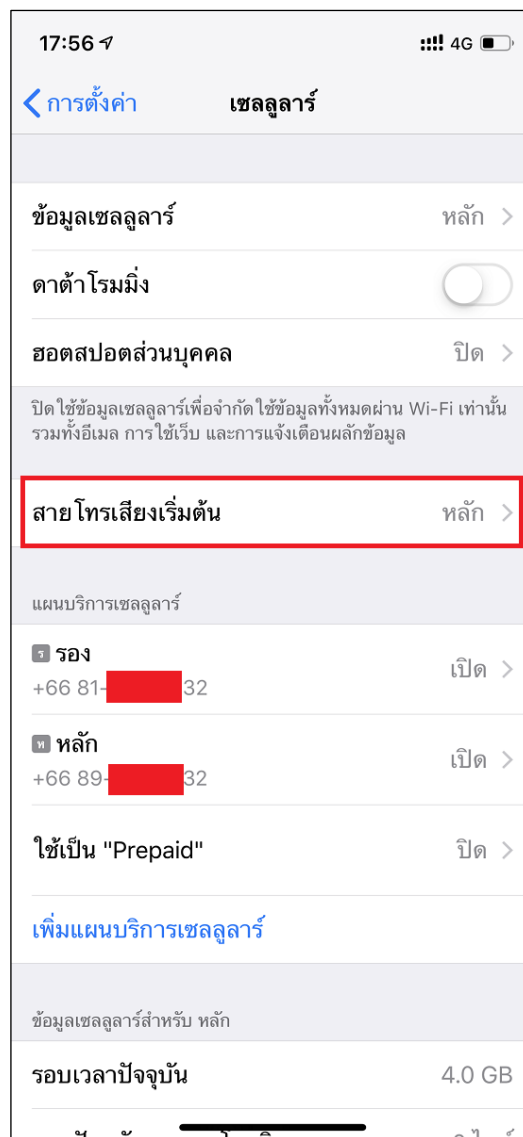 17:56
4G
การตั้งค่า
เซลลูลาร์
ข้อมูลเซลลูลาร์ หลัก
ดาต้าโรมมิ่ง
ฮอตสปอตส่วนบุคคล ปิด
ปิดใช้ข้อมูลเซลลูลาร์เพื่อจำกัดใช้ข้อมูลทั้งหมดผ่าน Wi-Fi เท่านั้น
รวมทั้งอีเมล การใช้เว็บ และการแจ้งเตือนผลักข้อมูล
สายโทรเสียงเริ่มต้น หลัก
แผนบริการเซลลูลาร์
ร รอง
+66 81- 32
เปิด
ห หลัก
+66 89- 32
เปิด
ใช้เป็น "Prepaid" ปิด
เพิ่มแผนบริการเซลลูลาร์
ข้อมูลเซลลูลาร์สำหรับ หลัก
รอบเวลาปัจจุบัน 4.0 GB